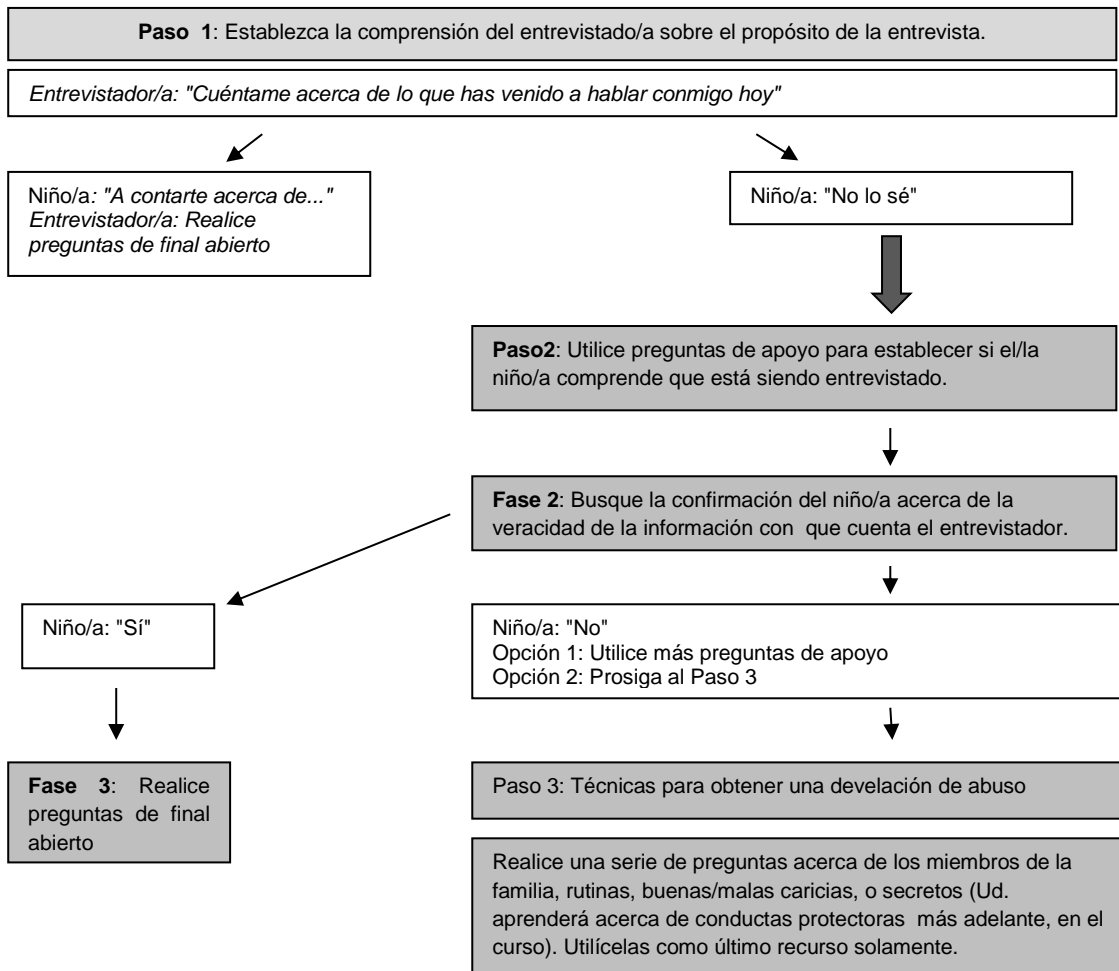 Paso 1: Establezca la comprensión del entrevistado/a sobre el propósito de la entrevista.
Entrevistador/a: "Cuéntame acerca de lo que has venido a hablar conmigo hoy"
Niño/a: "A contarte acerca de..."
Entrevistador/a: Realice
preguntas de final abierto
Niño/a: "No lo sé"
Paso2: Utilice preguntas de apoyo para establecer si el/la
niño/a comprende que está siendo entrevistado.
Fase 2: Busque la confirmación del niño/a acerca de la
veracidad de la información con que cuenta el entrevistador.
Niño/a: "Sí"
Niño/a: "No"
Opción 1: Utilice más preguntas de apoyo
Opción 2: Prosiga al Paso 3
Fase 3: Realice
preguntas de final
abierto
Paso 3: Técnicas para obtener una develación de abuso
Realice una serie de preguntas acerca de los miembros de la
familia, rutinas, buenas/malas caricias, o secretos (Ud.
aprenderá acerca de conductas protectoras más adelante, en el
curso). Utilícelas como último recurso solamente.